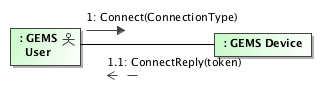 1: Connect(ConnectionType)
: GEMS
User
: GEMS Device
1.1: ConnectReply(token)